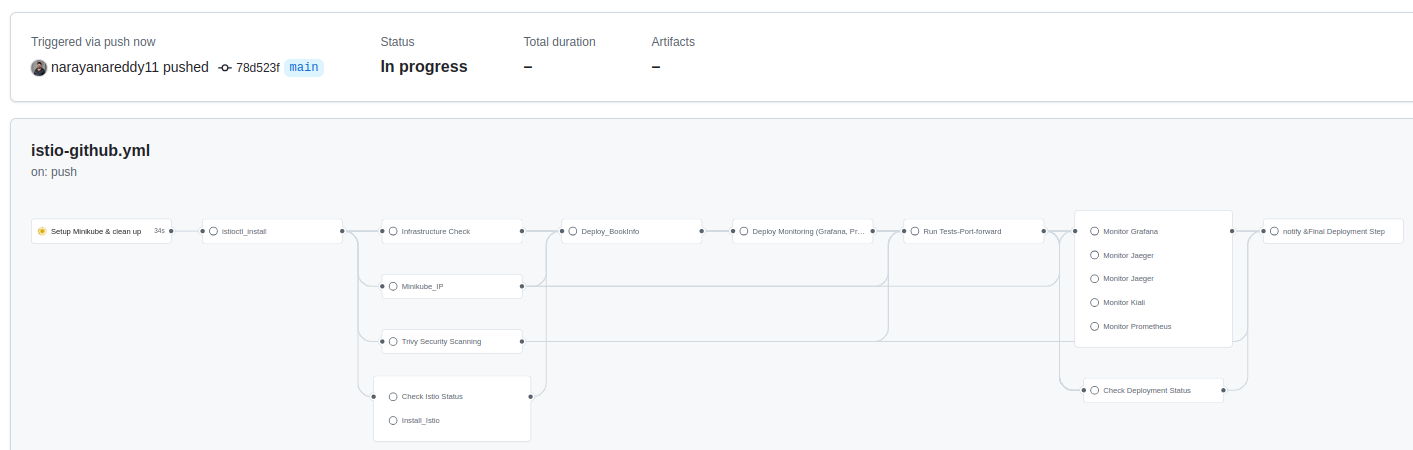 Triggered via push now
Status
Total duration
Artifacts
narayanareddy11 pushed 78d523f main
In progress
–
–
istio-github.yml
on: push
Setup Minikube & clean up 34s
istioctl_install
Infrastructure Check
Deploy_BookInfo
Deploy Monitoring (Grafana, Pr...
Run Tests-Port-forward
Monitor Grafana
notify &Final Deployment Step
Monitor Jaeger
Minikube_IP
Monitor Jaeger
Monitor Kiali
Monitor Prometheus
Trivy Security Scanning
Check Istio Status
Check Deployment Status
Install_Istio